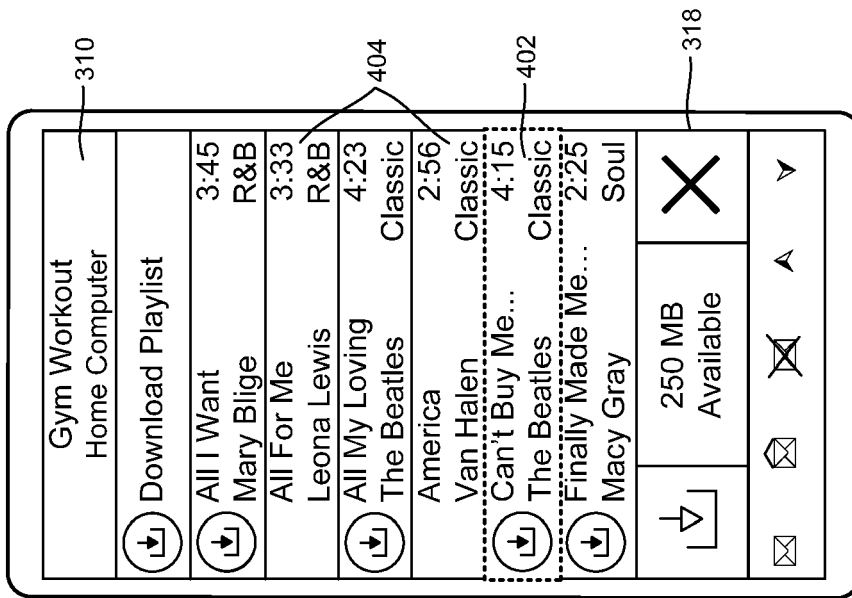 310
Gym Workout
Home Computer
Download Playlist
All I Want 3:45
Mary Blige R&B
All For Me 3:33
Leona Lewis R&B
404
All My Loving 4:23
The Beatles Classic
America 2:56
Van Halen Classic
402
Can't Buy Me... 4:15
The Beatles Classic
Finally Made Me... 2:25
Macy Gray Soul
318
250 MB
Available